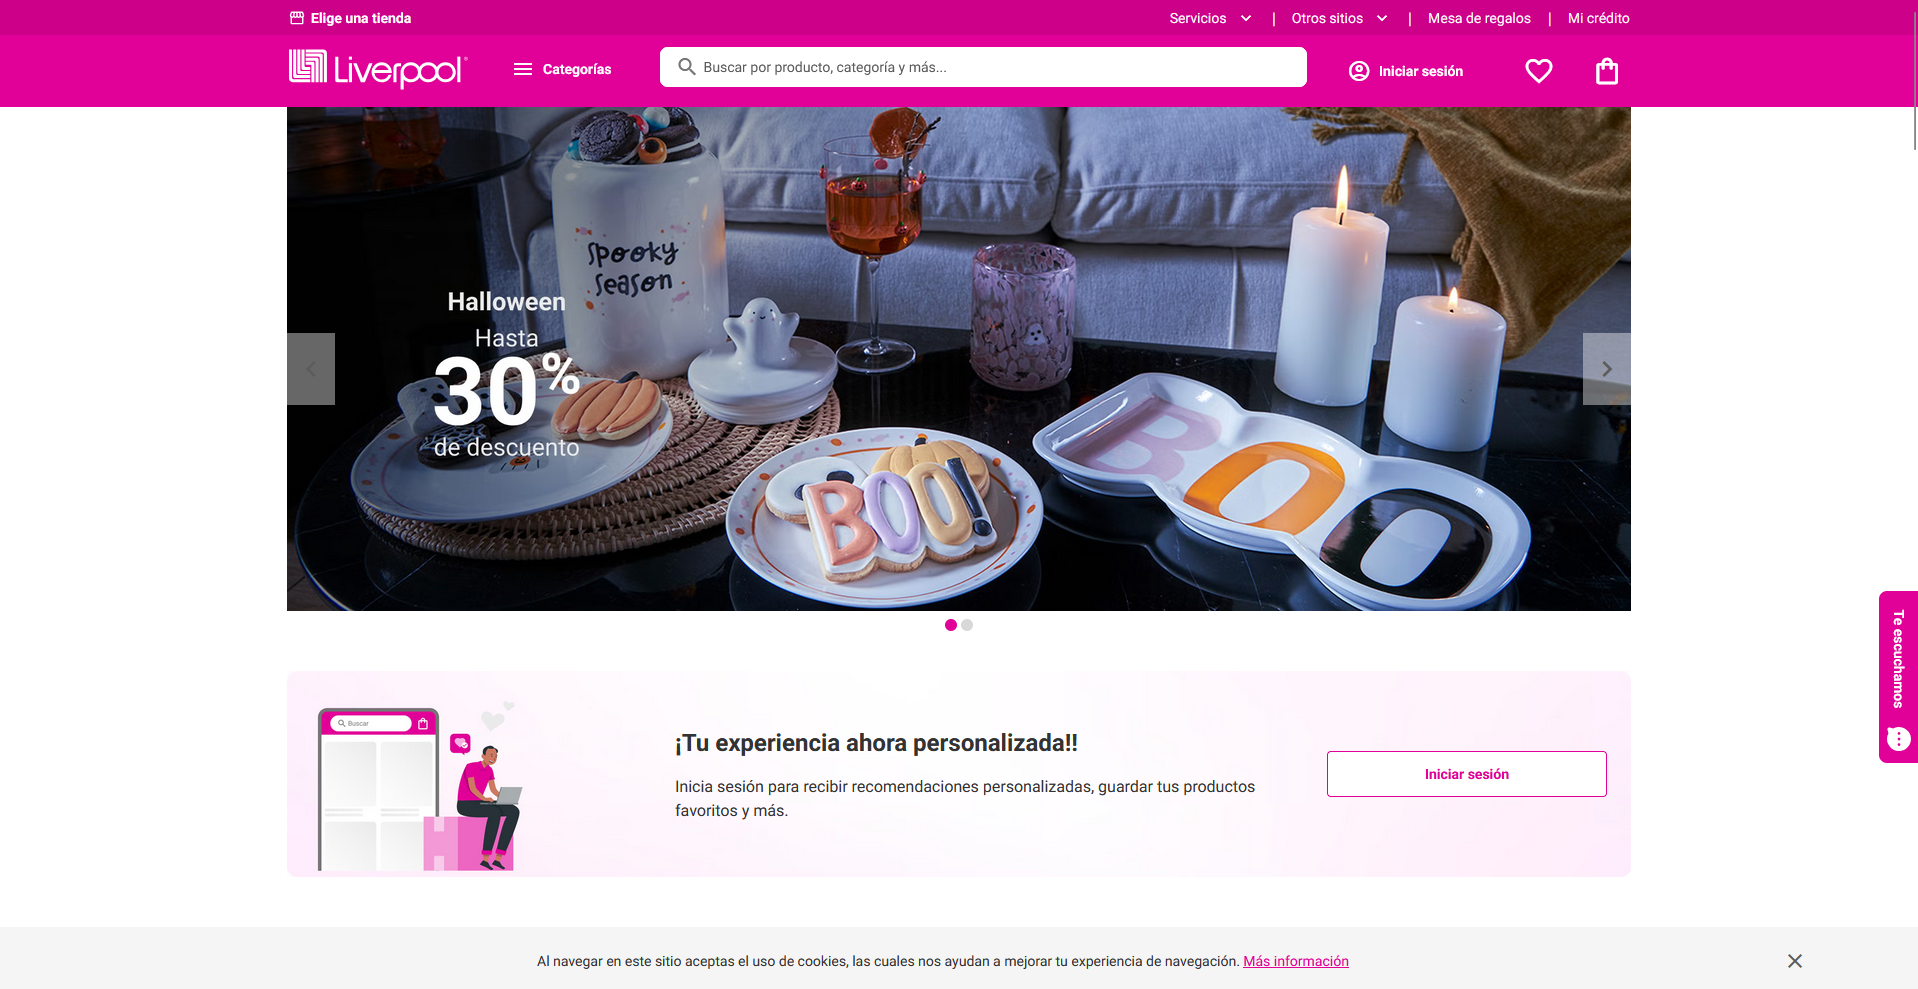 Elige una tienda
Servicios | Otros sitios | Mesa de regalos | Mi crédito
Liverpool
Categorías
Buscar por producto, categoría y más...
Iniciar sesión
spooky
season
Halloween
Hasta
30%
de descuento
BOO!
BOO
Te escuchamos
Buscar
¡Tu experiencia ahora personalizada!!
Inicia sesión para recibir recomendaciones personalizadas, guardar tus productos
favoritos y más.
Iniciar sesión
Al navegar en este sitio aceptas el uso de cookies, las cuales nos ayudan a mejorar tu experiencia de navegación. Más información